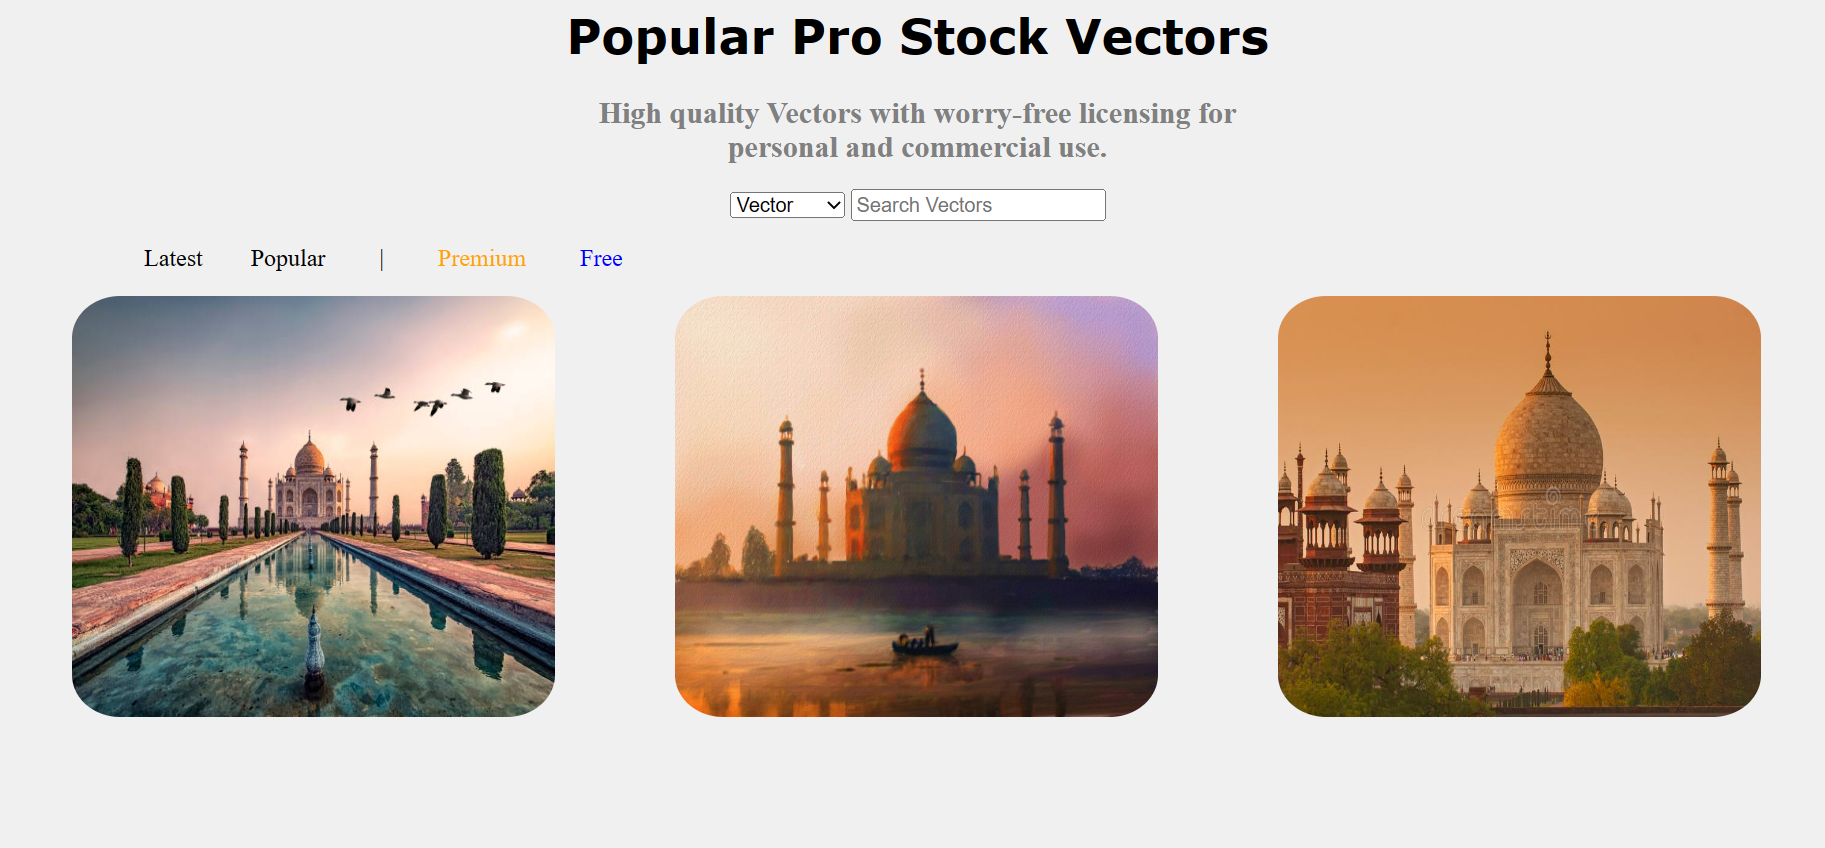 Popular Pro Stock Vectors
High quality Vectors with worry-free licensing for
personal and commercial use.
Vector Search Vectors
Latest Popular | Premium Free